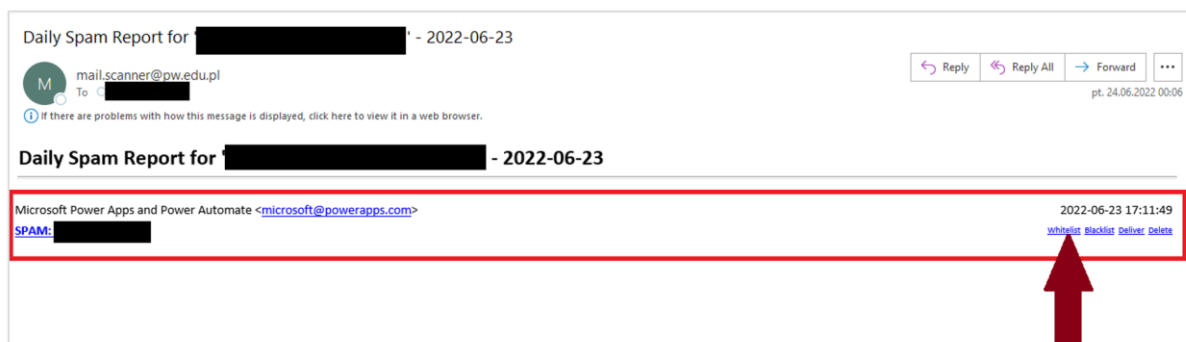 Daily Spam Report for ' ' - 2022-06-23
M
mail.scanner@pw.edu.pl
To
Reply Reply All Forward ...
pt. 24.06.2022 00:06
If there are problems with how this message is displayed, click here to view it in a web browser.
Daily Spam Report for ' - 2022-06-23
Microsoft Power Apps and Power Automate <microsoft@powerapps.com> 2022-06-23 17:11:49
SPAM: Whitelist Blacklist Deliver Delete